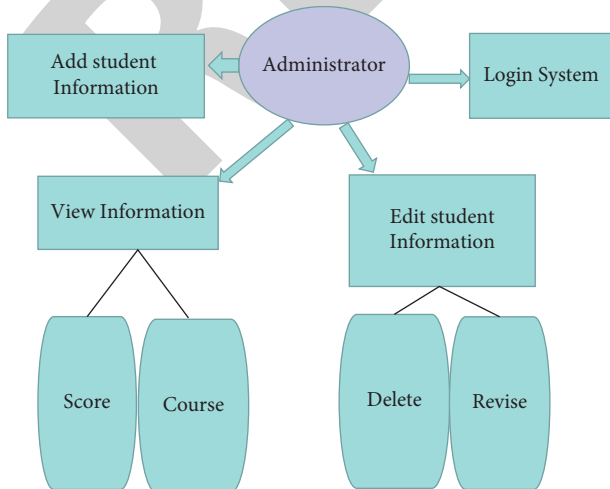 Add student
Information
Administrator
Login System
View Information
Edit student
Information
Score
Course
Delete
Revise